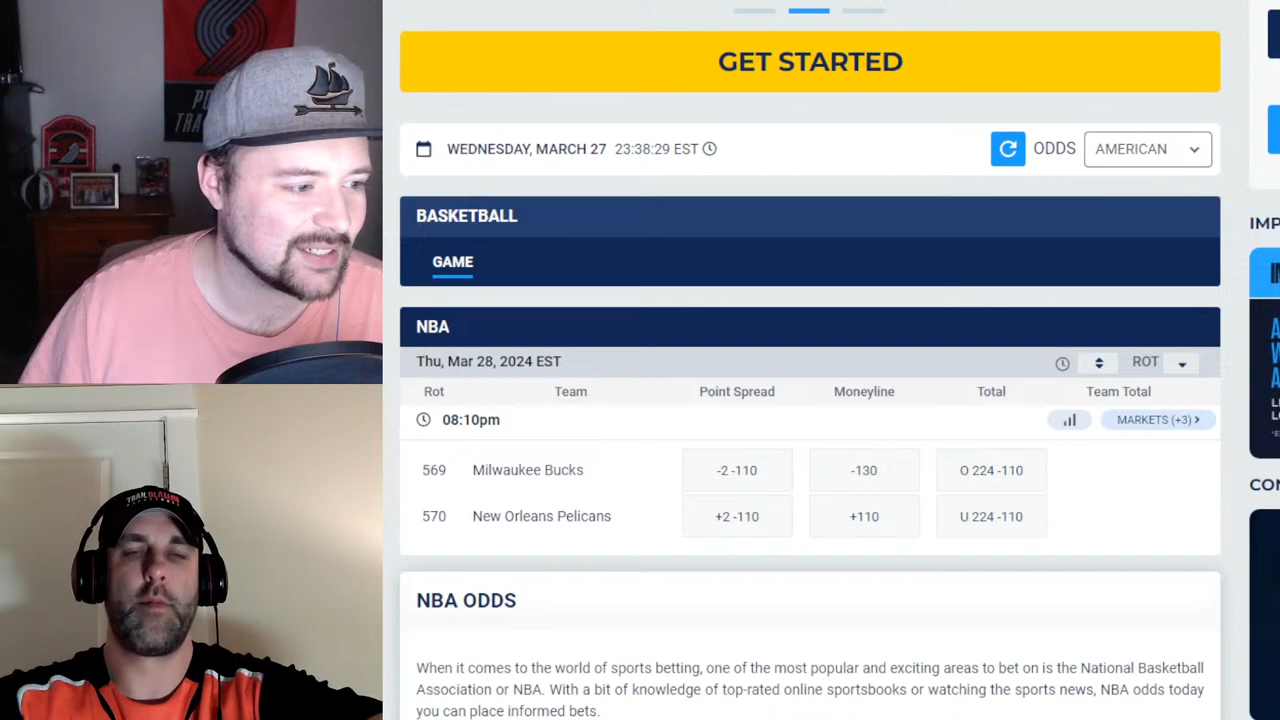 GET STARTED
WEDNESDAY, MARCH 27 23:38:29 EST
ODDS
AMERICAN
BASKETBALL
GAME
NBA
Thu, Mar 28, 2024 EST
ROT
Rot Team Point Spread Moneyline Total Team Total
08:10pm
MARKETS (+3)
569 Milwaukee Bucks -2 -110 -130 O 224 -110
570 New Orleans Pelicans +2 -110 +110 U 224 -110
NBA ODDS
When it comes to the world of sports betting, one of the most popular and exciting areas to bet on is the National Basketball
Association or NBA. With a bit of knowledge of top-rated online sportsbooks or watching the sports news, NBA odds today
you can place informed bets.
TRAIL BLAZERS